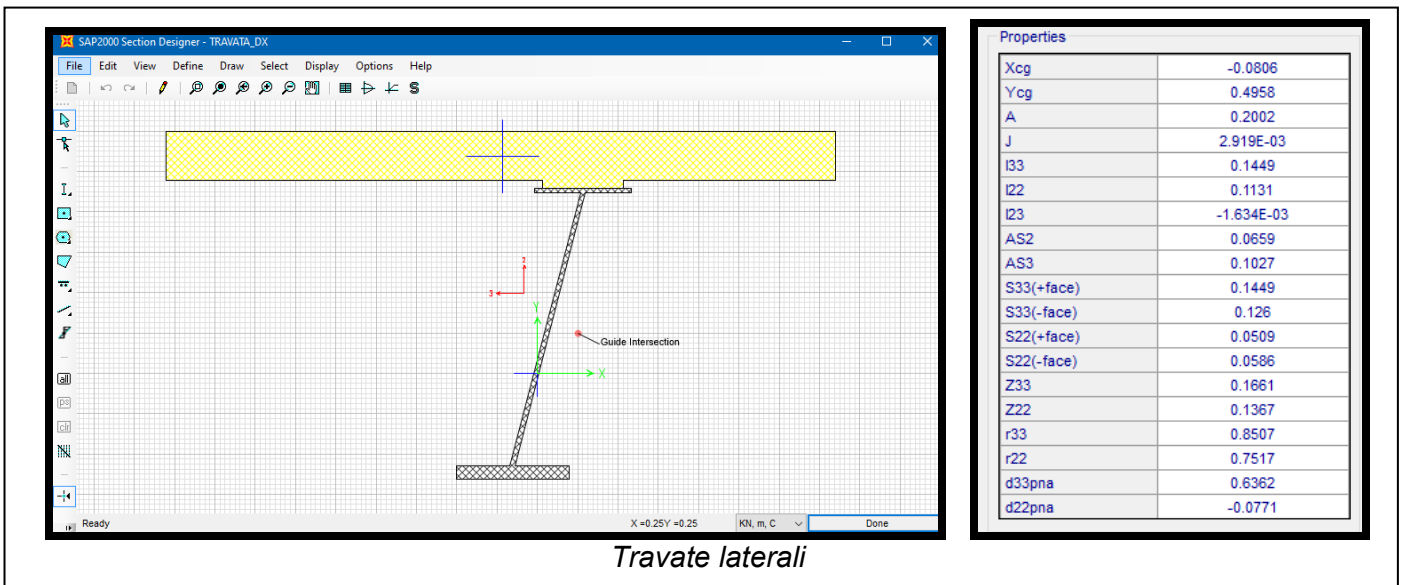 SAP2000 Section Designer - TRAVATA_DX
File Edit View Define Draw Select Display Options Help
2
3
Y
Guide Intersection
X
Ready X =0.25Y =0.25 KN, m, C Done
Properties
Xcg -0.0806
Ycg 0.4958
A 0.2002
J 2.919E-03
I33 0.1449
I22 0.1131
I23 -1.634E-03
AS2 0.0659
AS3 0.1027
S33(+face) 0.1449
S33(-face) 0.126
S22(+face) 0.0509
S22(-face) 0.0586
Z33 0.1661
Z22 0.1367
r33 0.8507
r22 0.7517
d33pna 0.6362
d22pna -0.0771
Travate laterali